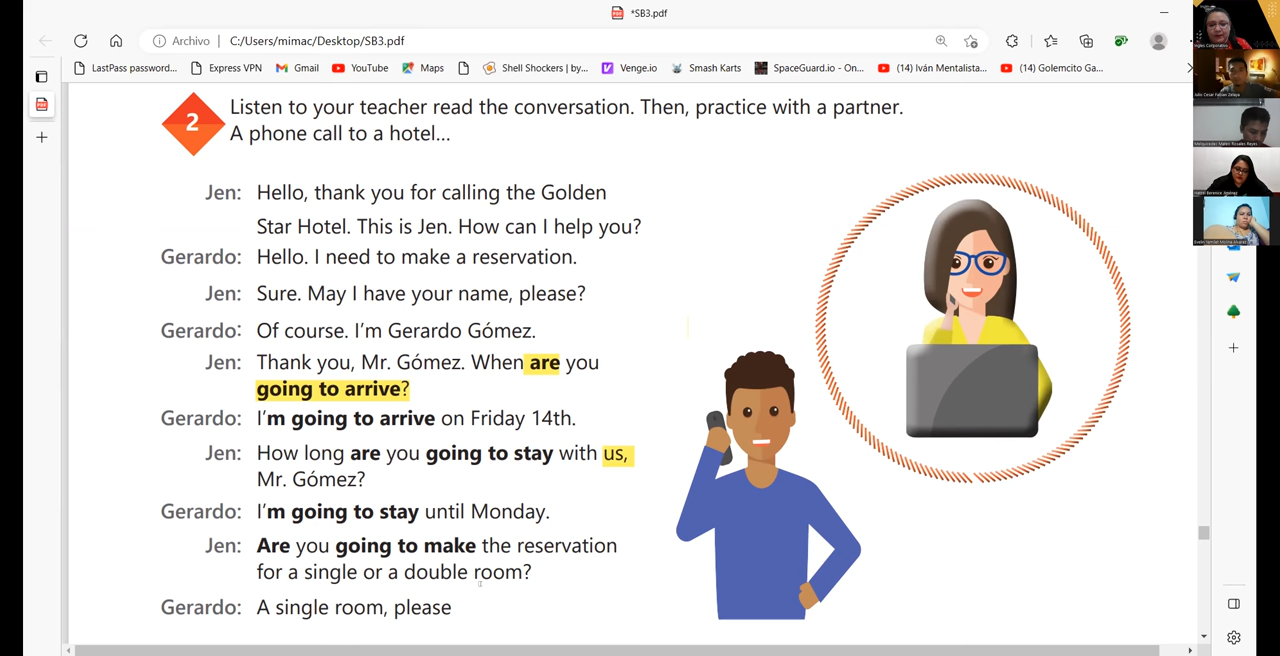 *SB3.pdf
Archivo | C:/Users/mimac/Desktop/SB3.pdf
LastPass password... Express VPN Gmail YouTube Maps Shell Shockers | by... Venge.io Smash Karts SpaceGuard.io - On... (14) Iván Mentalista... (14) Golemcito Ga...
2
Listen to your teacher read the conversation. Then, practice with a partner.
A phone call to a hotel...
Jen: Hello, thank you for calling the Golden
Star Hotel. This is Jen. How can I help you?
Gerardo: Hello. I need to make a reservation.
Jen: Sure. May I have your name, please?
Gerardo: Of course. I'm Gerardo Gómez.
Jen: Thank you, Mr. Gómez. When are you
going to arrive?
Gerardo: I'm going to arrive on Friday 14th.
Jen: How long are you going to stay with us,
Mr. Gómez?
Gerardo: I'm going to stay until Monday.
Jen: Are you going to make the reservation
for a single or a double room?
Gerardo: A single room, please
Ingles Corporativo
Julio Cesar Fabian Zelaya